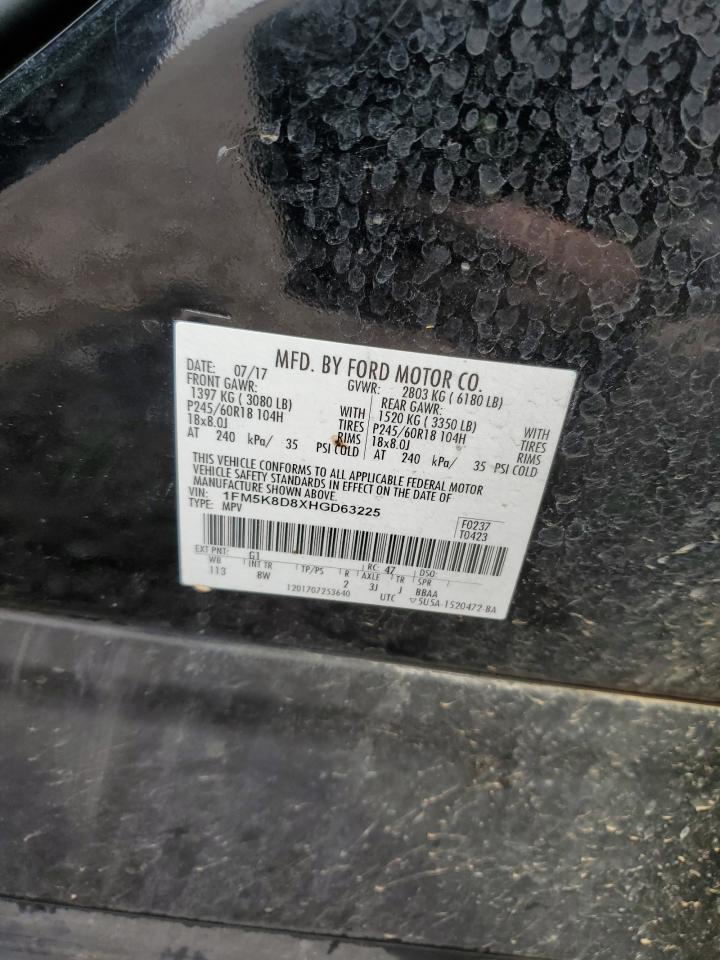 MFD. BY FORD MOTOR CO.
DATE: 07/17 GVWR: 2803 KG ( 6180 LB)
FRONT GAWR: REAR GAWR:
1397 KG ( 3080 LB) 1520 KG ( 3350 LB)
P245/60R18 104H WITH TIRES P245/60R18 104H WITH TIRES
18x8.0J RIMS 18x8.0J RIMS
AT 240 kPa/ 35 PSI COLD AT 240 kPa/ 35 PSI COLD
THIS VEHICLE CONFORMS TO ALL APPLICABLE FEDERAL MOTOR
VEHICLE SAFETY STANDARDS IN EFFECT ON THE DATE OF
MANUFACTURE SHOWN ABOVE.
VIN: 1FM5K8D8XHGD63225 F0237
TYPE: MPV T0423
EXT PNT: G1 RC: 47 DSO:
WB INT TR TP/PS R AXLE TR SPR
113 BW 2 3J J BBAA
1201707253640 UTC ▽5USA-1520472-BA